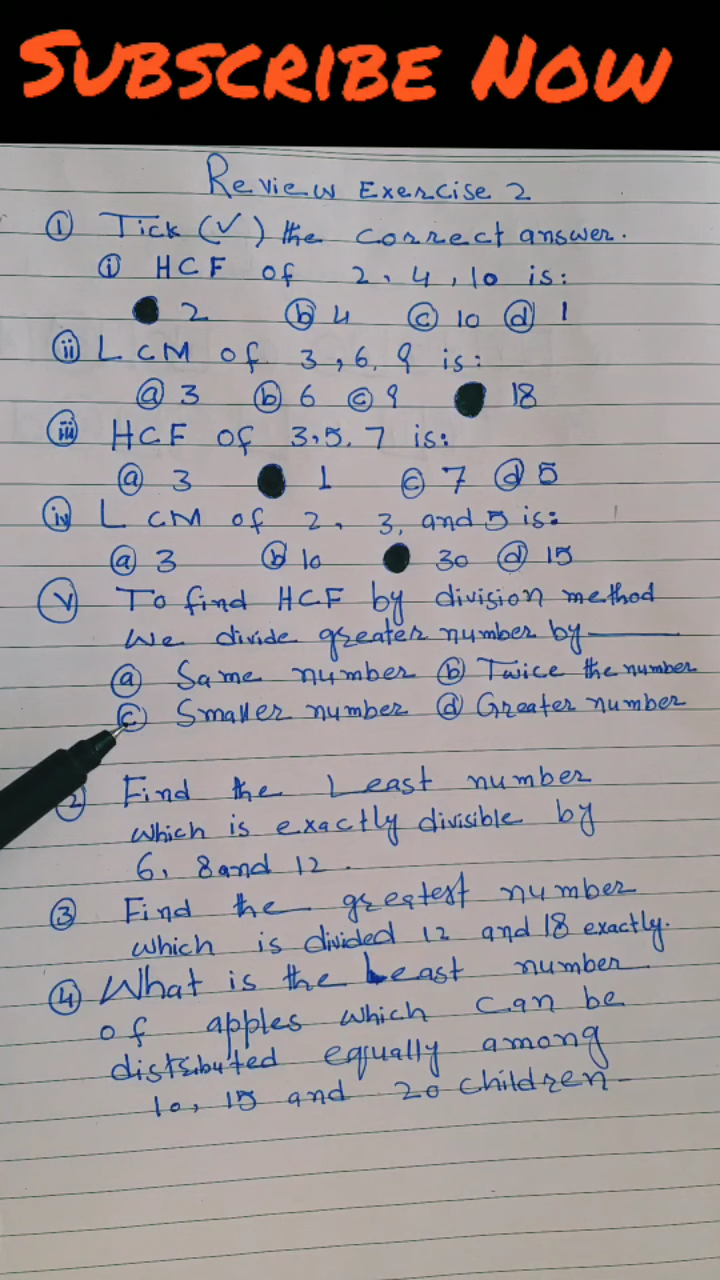 SUBSCRIBE NOW
Review Exercise 2
① Tick (✓) the correct answer.
ⓘ HCF of 2, 4, 10 is:
● 2 ⓑ 4 ⓒ 10 ⓓ 1
ⓘⓘ LCM of 3, 6, 9 is:
ⓐ 3 ⓑ 6 ⓒ 9 ● 18
ⓘⓘⓘ HCF of 3, 5, 7 is:
ⓐ 3 ● 1 ⓒ 7 ⓓ 5
ⓘⓥ LCM of 2, 3, and 5 is:
ⓐ 3 ⓑ 10 ● 30 ⓓ 15
ⓥ To find HCF by division method
we divide greater number by ———
ⓐ Same number ⓑ Twice the number
ⓒ Smaller number ⓓ Greater number
② Find the Least number
which is exactly divisible by
6, 8 and 12.
③ Find the greatest number
which is divided 12 and 18 exactly.
④ What is the Least number
of apples which can be
distributed equally among
10, 15 and 20 children